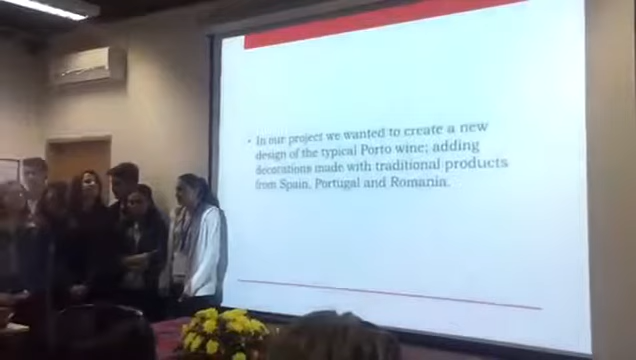 • In our project we wanted to create a new
design of the typical Porto wine; adding
decorations made with traditional products
from Spain, Portugal and Romania.